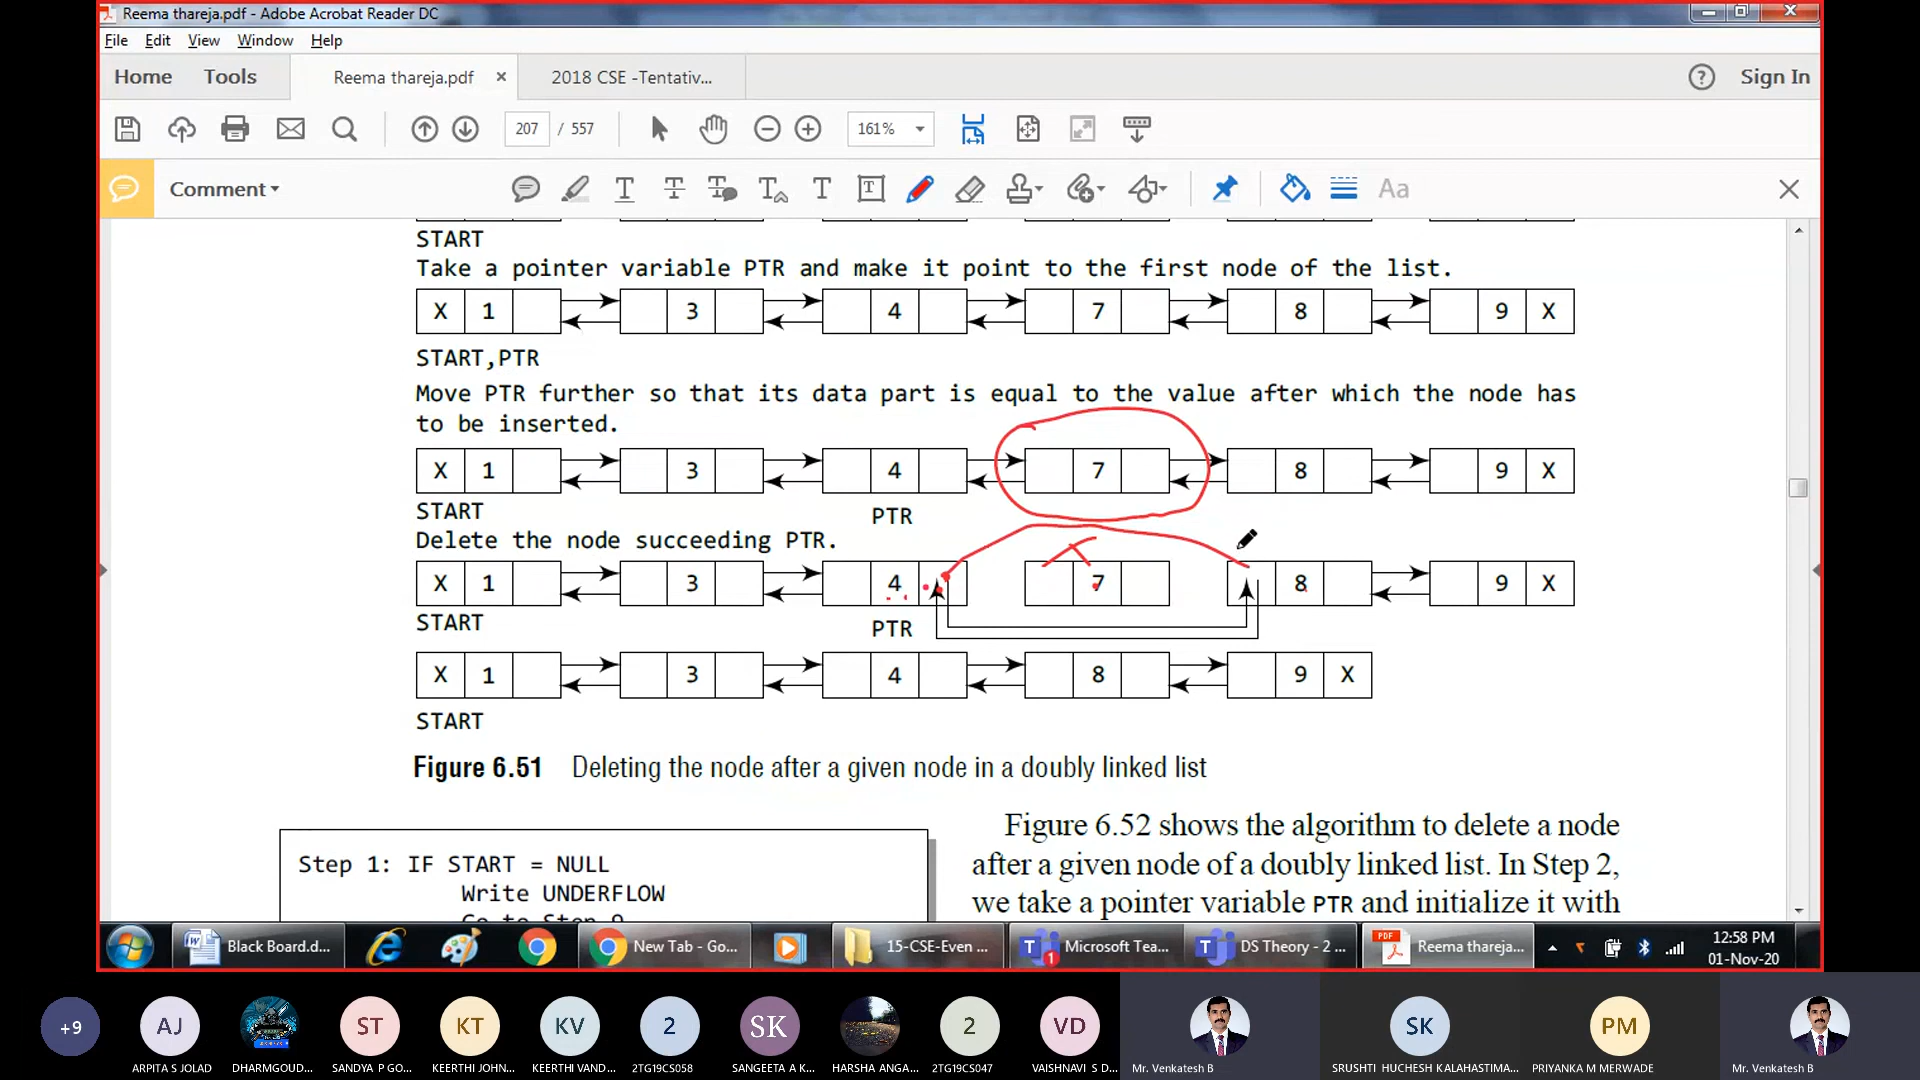 Reema thareja.pdf - Adobe Acrobat Reader DC
File Edit View Window Help
Home Tools Reema thareja.pdf × 2018 CSE -Tentativ... ? Sign In
207 / 557 161%
Comment T T T T T Aa
START
Take a pointer variable PTR and make it point to the first node of the list.
X 1 3 4 7 8 9 X
START,PTR
Move PTR further so that its data part is equal to the value after which the node has
to be inserted.
X 1 3 4 7 8 9 X
START PTR
Delete the node succeeding PTR.
X 1 3 4 7 8 9 X
START PTR
X 1 3 4 8 9 X
START
Figure 6.51 Deleting the node after a given node in a doubly linked list
Step 1: IF START = NULL
Write UNDERFLOW
Go to Step 9
Figure 6.52 shows the algorithm to delete a node
after a given node of a doubly linked list. In Step 2,
we take a pointer variable PTR and initialize it with
Black Board.d... New Tab - Go... 15-CSE-Even ... 1 Microsoft Tea... DS Theory - 2 ... PDF Reema thareja... 12:58 PM
01-Nov-20
+9 AJ ST KT KV 2 SK 2 VD SK PM
ARPITA S JOLAD DHARMGOUD... SANDYA P GO... KEERTHI JOHN... KEERTHI VAND... 2TG19CS058 SANGEETA A K... HARSHA ANGA... 2TG19CS047 VAISHNAVI S D... Mr. Venkatesh B SRUSHTI HUCHESH KALAHASTIMA... PRIYANKA M MERWADE Mr. Venkatesh B